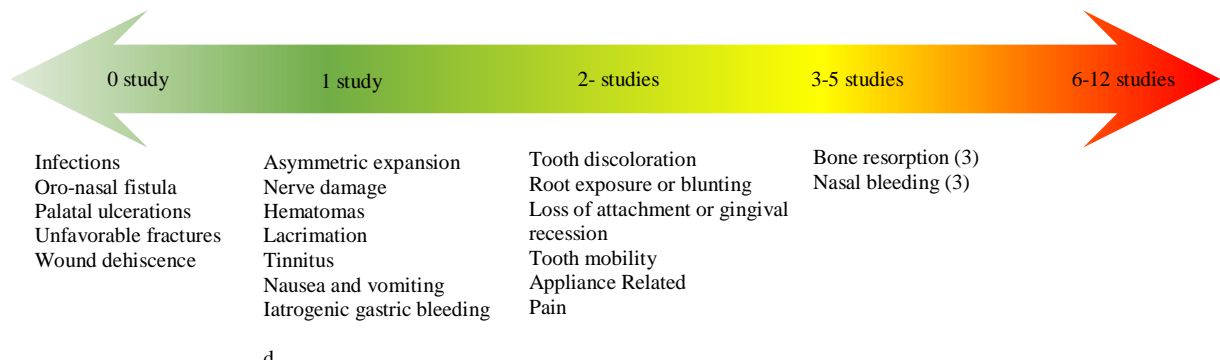 0 study
1 study
2- studies
3-5 studies
6-12 studies
Infections
Oro-nasal fistula
Palatal ulcerations
Unfavorable fractures
Wound dehiscence
Asymmetric expansion
Nerve damage
Hematomas
Lacrimation
Tinnitus
Nausea and vomiting
Iatrogenic gastric bleeding
d
Tooth discoloration
Root exposure or blunting
Loss of attachment or gingival
recession
Tooth mobility
Appliance Related
Pain
Bone resorption (3)
Nasal bleeding (3)